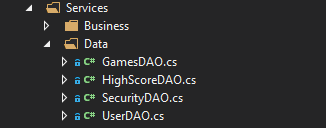 Services
Business
Data
C# GamesDAO.cs
C# HighScoreDAO.cs
C# SecurityDAO.cs
C# UserDAO.cs